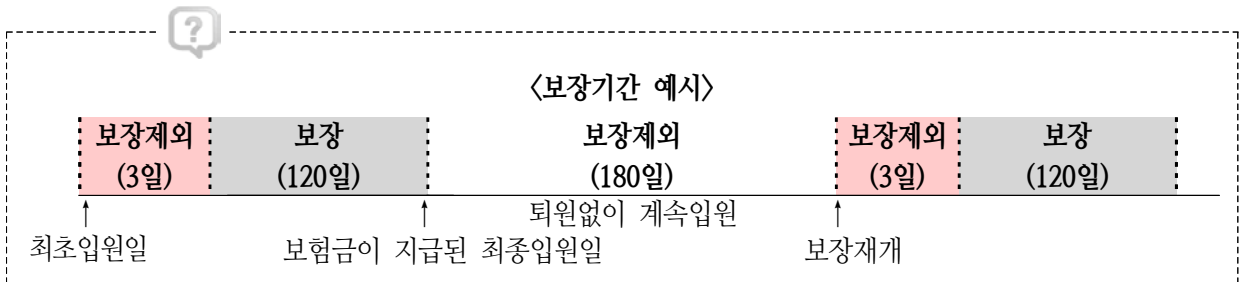 ?
〈보장기간 예시〉
보장제외 보장 보장제외 보장제외 보장
(3일) (120일) (180일) (3일) (120일)
퇴원없이 계속입원
최초입원일 보험금이 지급된 최종입원일 보장재개